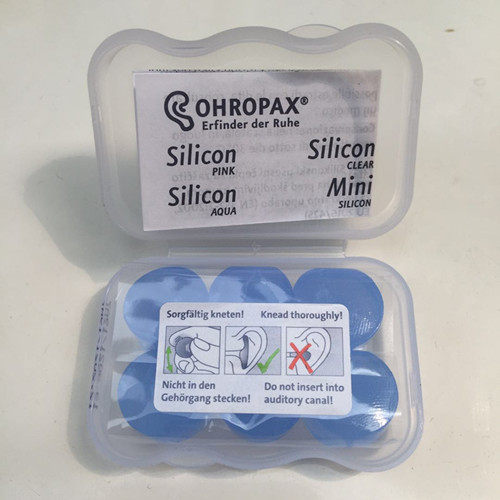 OHROPAX®
Erfinder der Ruhe
Silicon
PINK
Silicon
CLEAR
Silicon
AQUA
Mini
SILICON
Sorgfältig kneten! Knead thoroughly!
Nicht in den
Gehörgang stecken!
Do not insert into
auditory canal!